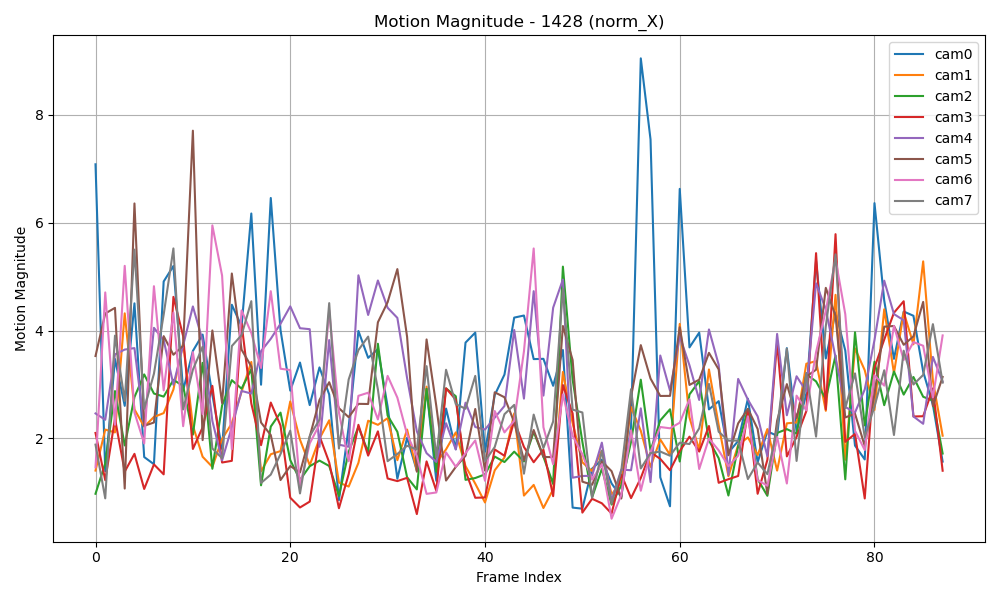 Motion Magnitude - 1428 (norm_X)
Motion Magnitude
8
6
4
2
0
20
40
60
80
Frame Index
cam0
cam1
cam2
cam3
cam4
cam5
cam6
cam7